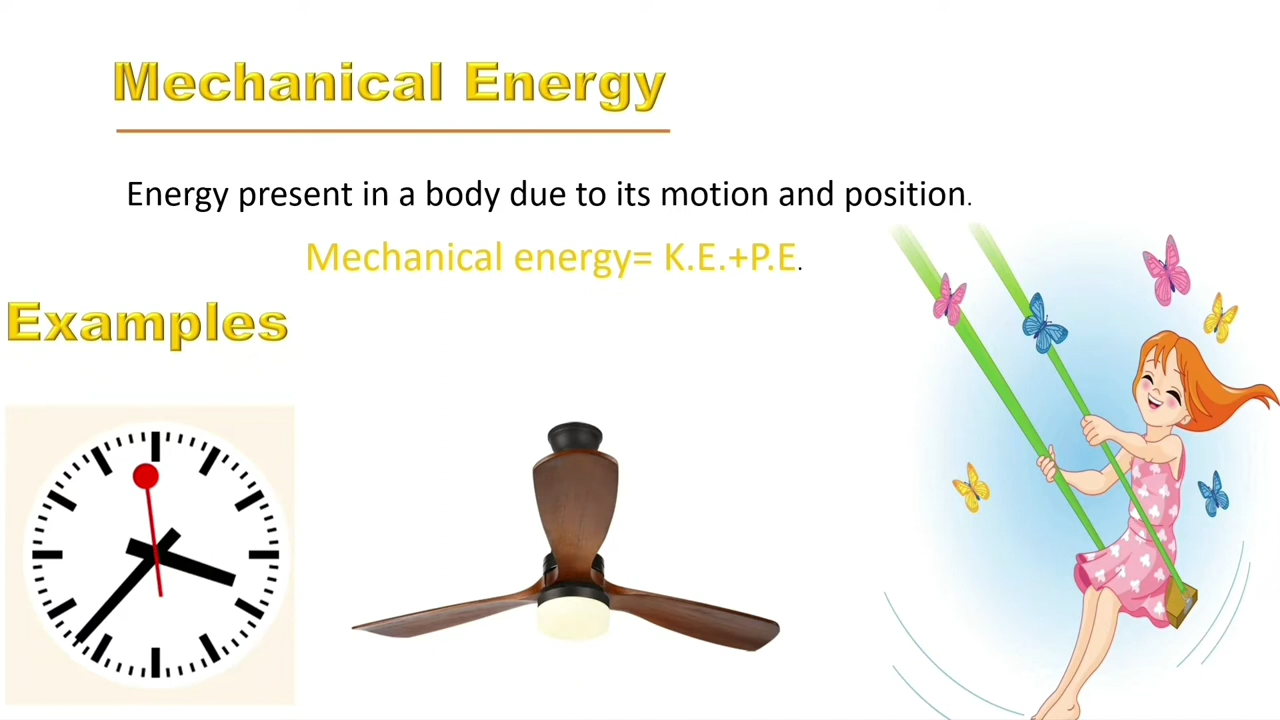 Mechanical Energy
Energy present in a body due to its motion and position.
Mechanical energy= K.E.+P.E.
Examples